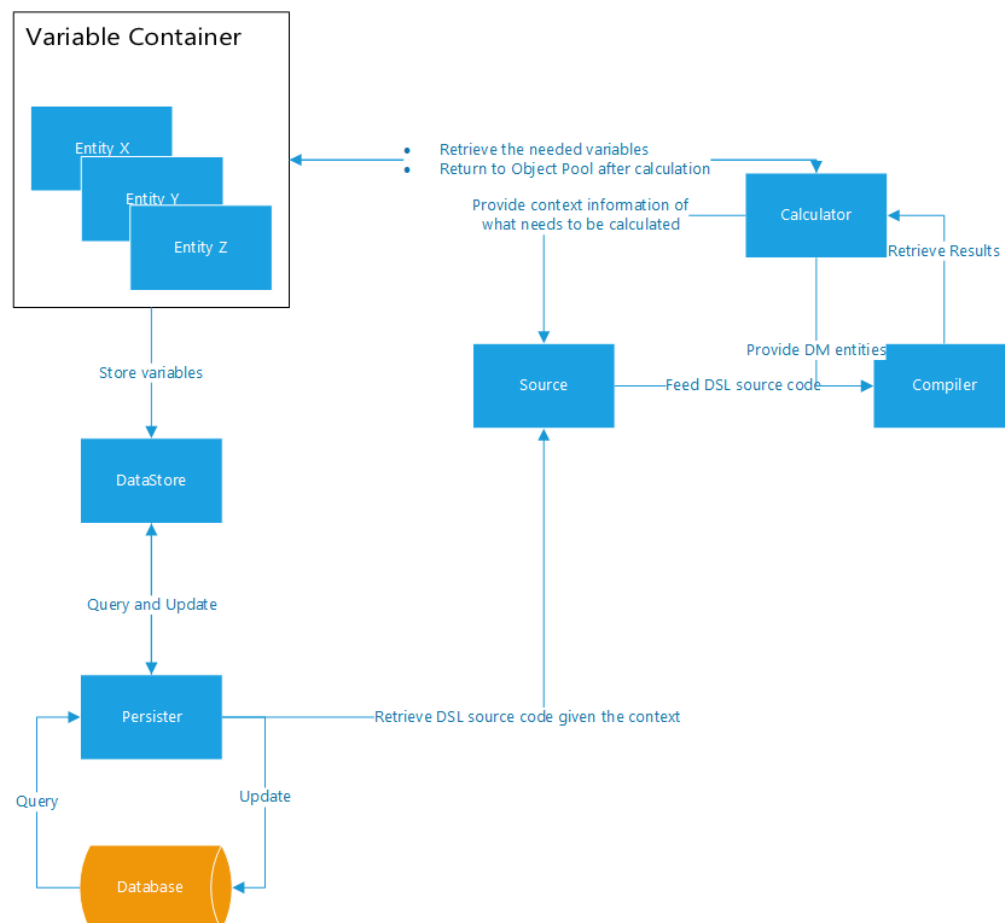 Variable Container
Entity X
Entity Y
Entity Z
• Retrieve the needed variables
• Return to Object Pool after calculation
Provide context information of
what needs to be calculated
Calculator
Retrieve Results
Store variables
Provide DM entities
Source
Feed DSL source code
Compiler
DataStore
Query and Update
Persister
Retrieve DSL source code given the context
Query
Update
Database